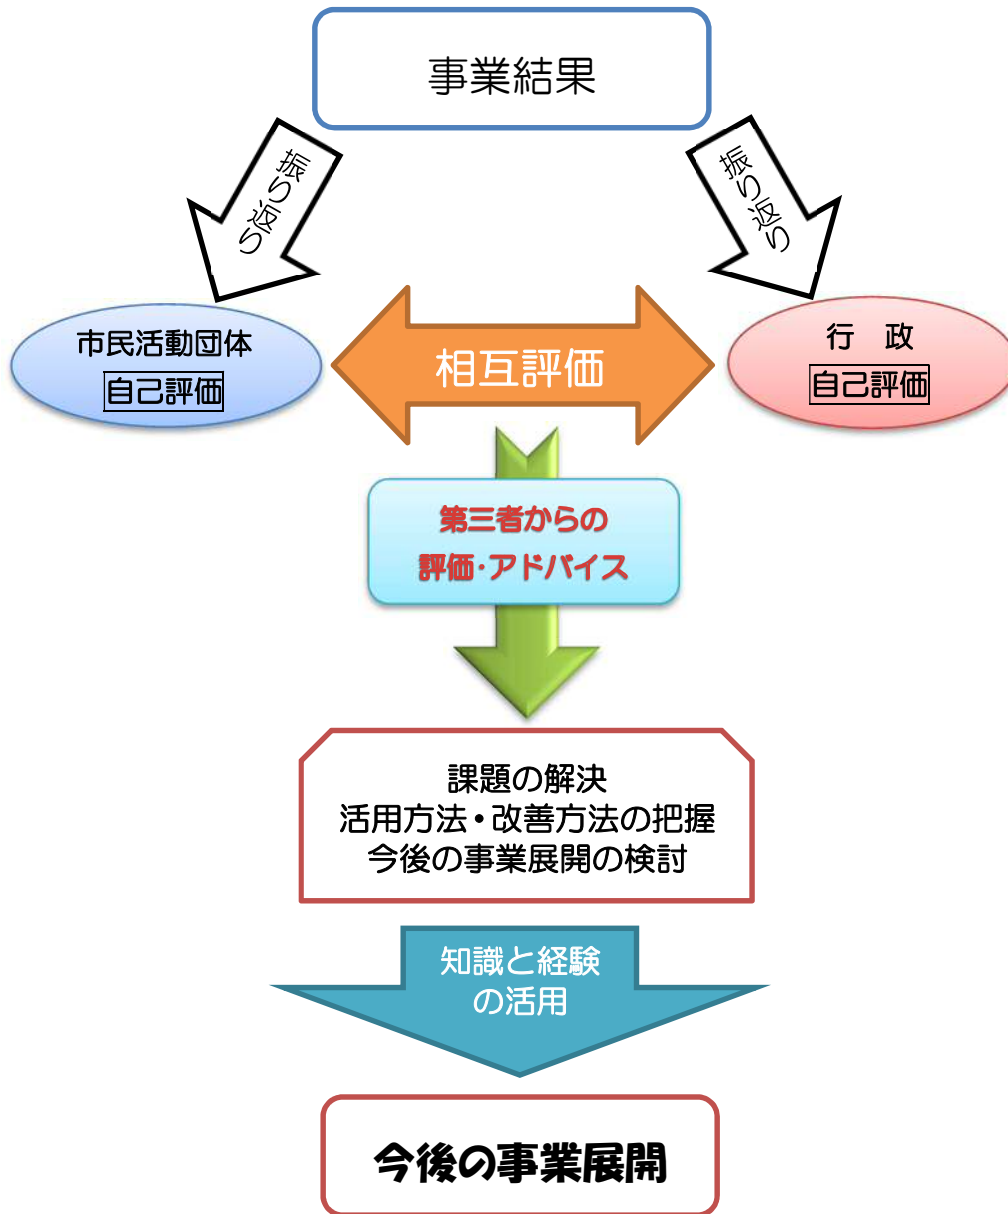 事業結果
振り返り
振り返り
市民活動団体
自己評価
相互評価
行　政
自己評価
第三者からの
評価・アドバイス
課題の解決
活用方法・改善方法の把握
今後の事業展開の検討
知識と経験
の活用
今後の事業展開